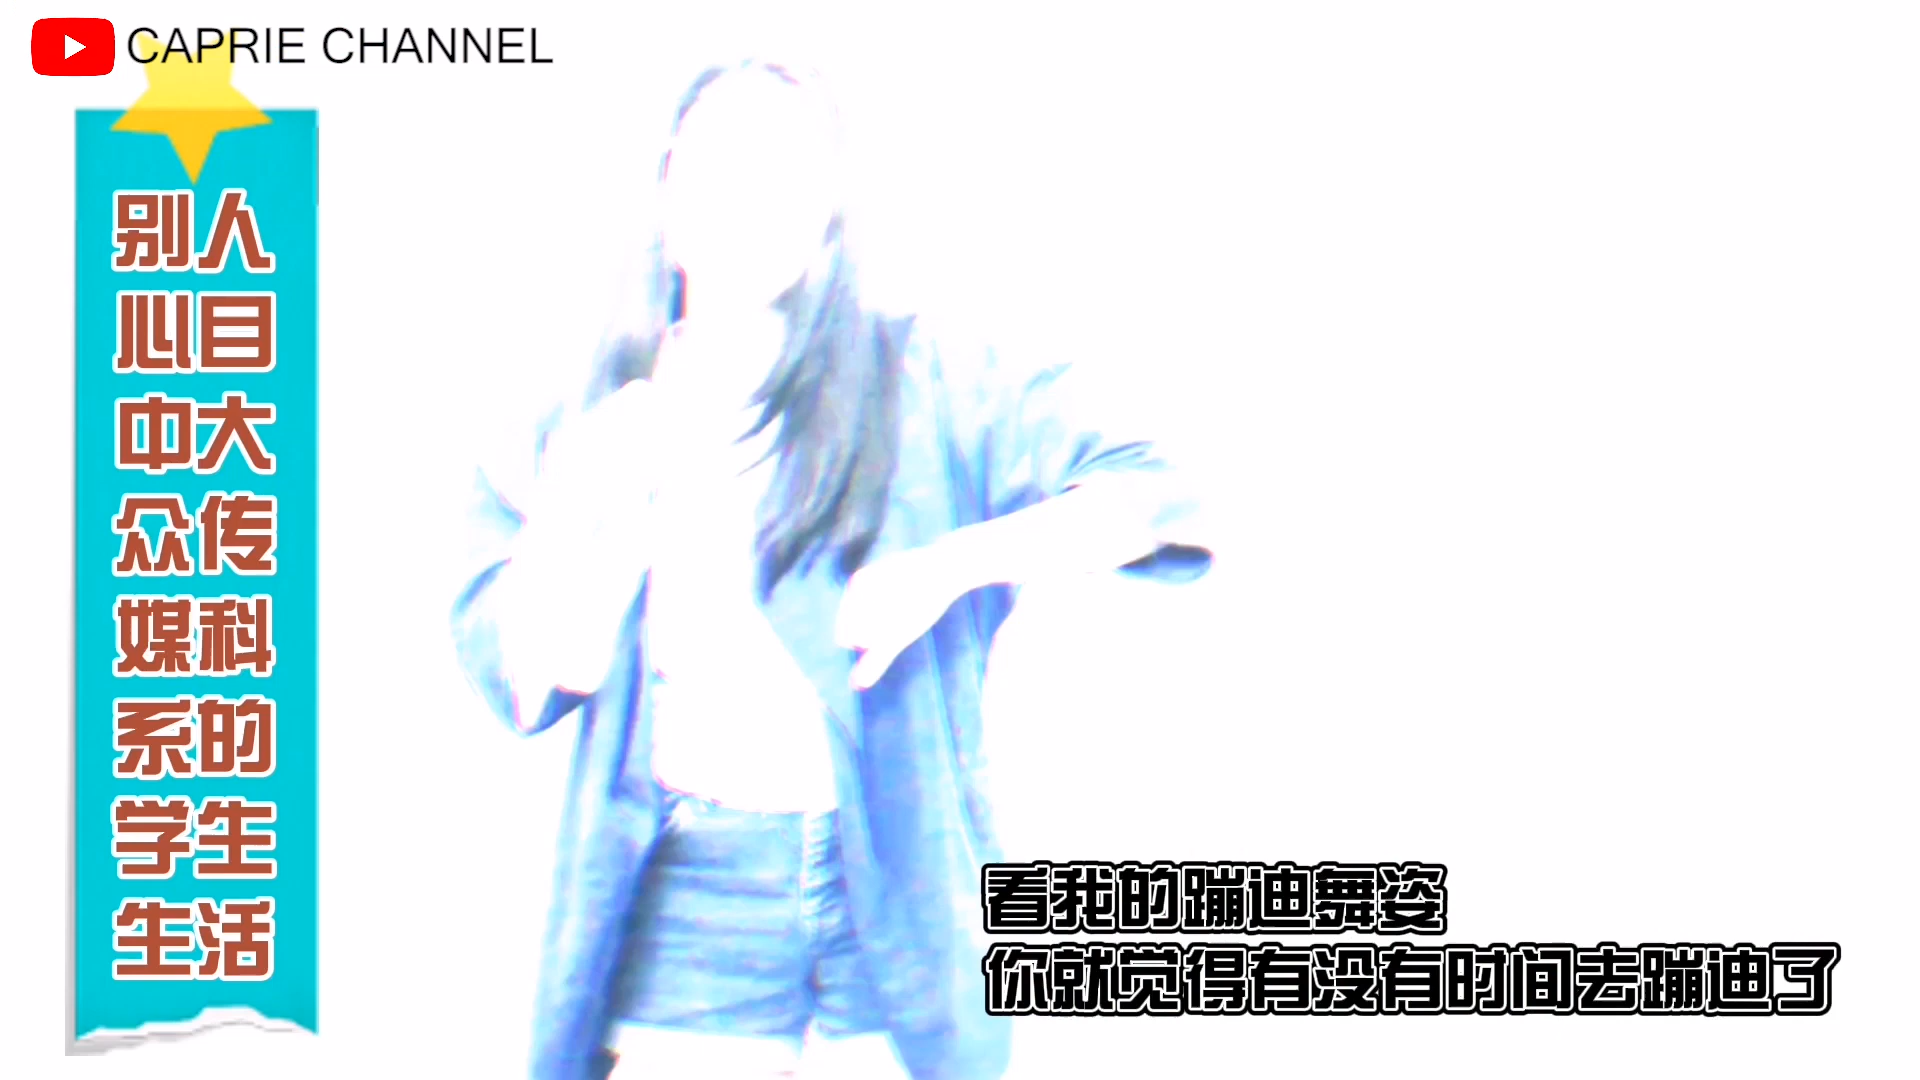 CAPRIE CHANNEL
别人
心目
中大
众传
媒科
系的
学生
生活
看我的蹦迪舞姿
你就觉得有没有时间去蹦迪了